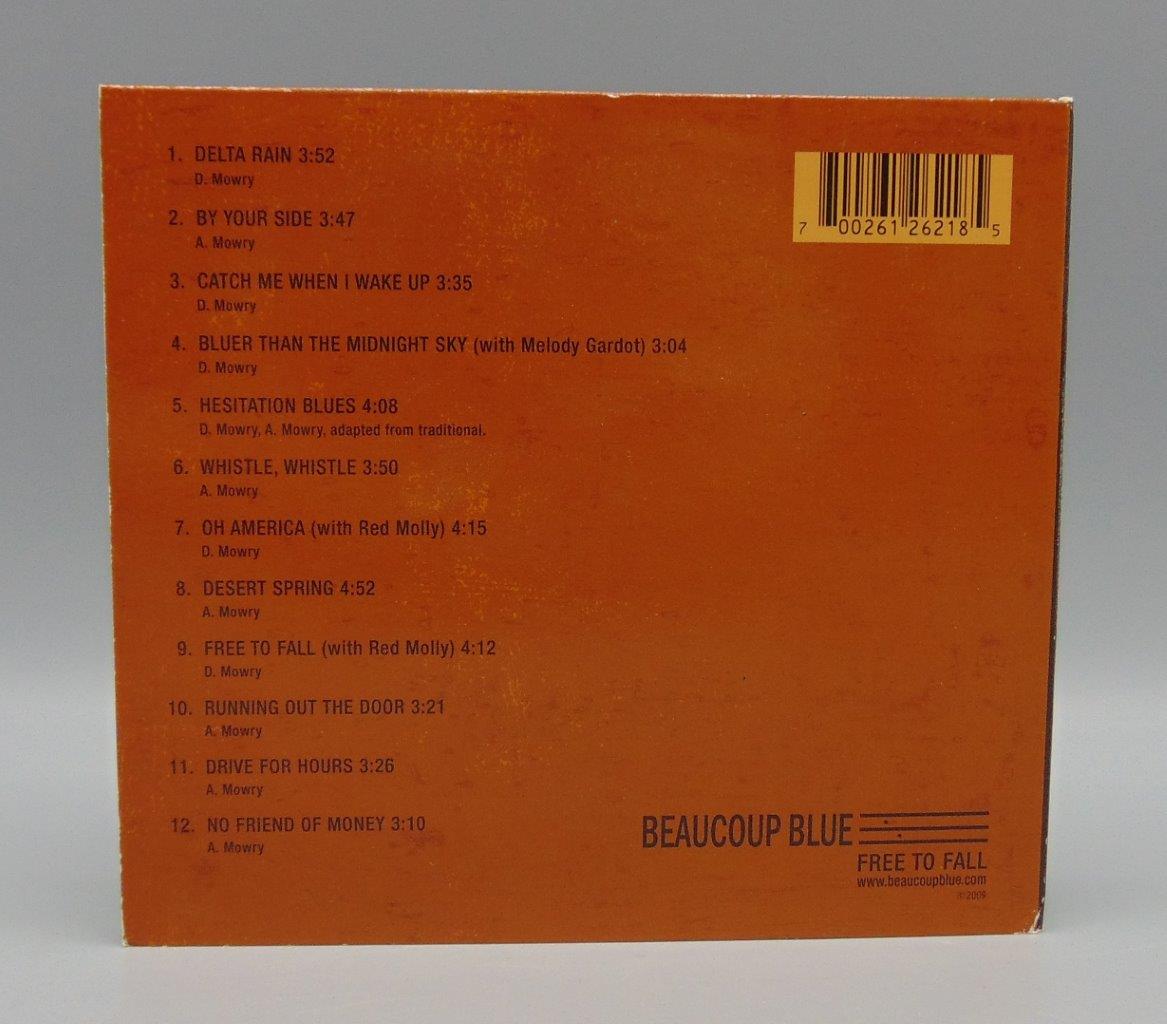 1. DELTA RAIN 3:52
D. Mowry
2. BY YOUR SIDE 3:47
A. Mowry
3. CATCH ME WHEN I WAKE UP 3:35
D. Mowry
4. BLUER THAN THE MIDNIGHT SKY (with Melody Gardot) 3:04
D. Mowry
5. HESITATION BLUES 4:08
D. Mowry, A. Mowry, adapted from traditional.
6. WHISTLE, WHISTLE 3:50
A. Mowry
7. OH AMERICA (with Red Molly) 4:15
D. Mowry
8. DESERT SPRING 4:52
A. Mowry
9. FREE TO FALL (with Red Molly) 4:12
D. Mowry
10. RUNNING OUT THE DOOR 3:21
A. Mowry
11. DRIVE FOR HOURS 3:26
A. Mowry
12. NO FRIEND OF MONEY 3:10
A. Mowry
7 00261 26218 5
BEAUCOUP BLUE
FREE TO FALL
www.beaucoupblue.com
©2009